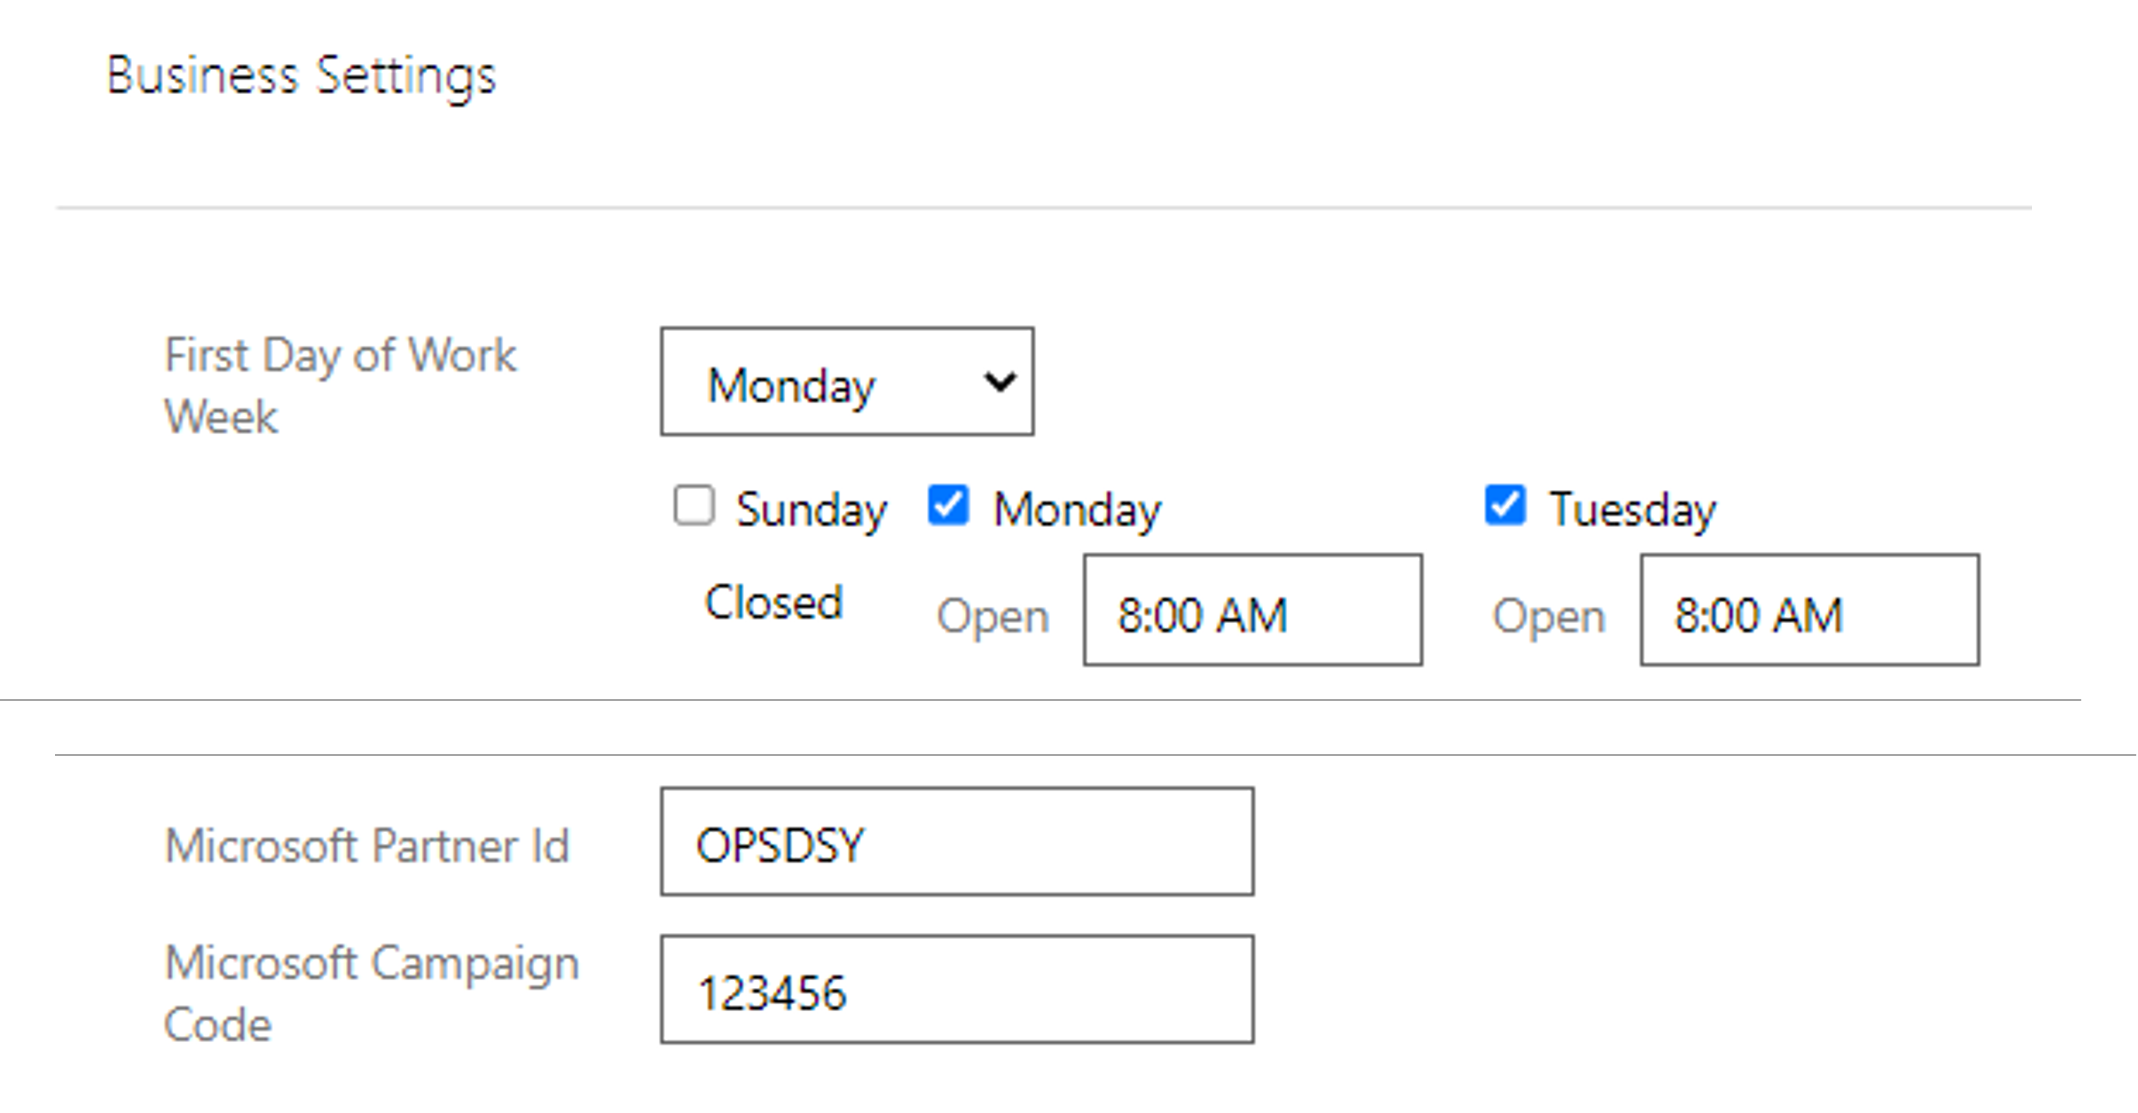 Business Settings
First Day of Work
Week
Monday
Sunday Monday Tuesday
Closed Open 8:00 AM Open 8:00 AM
Microsoft Partner Id OPSDSY
Microsoft Campaign
Code
123456